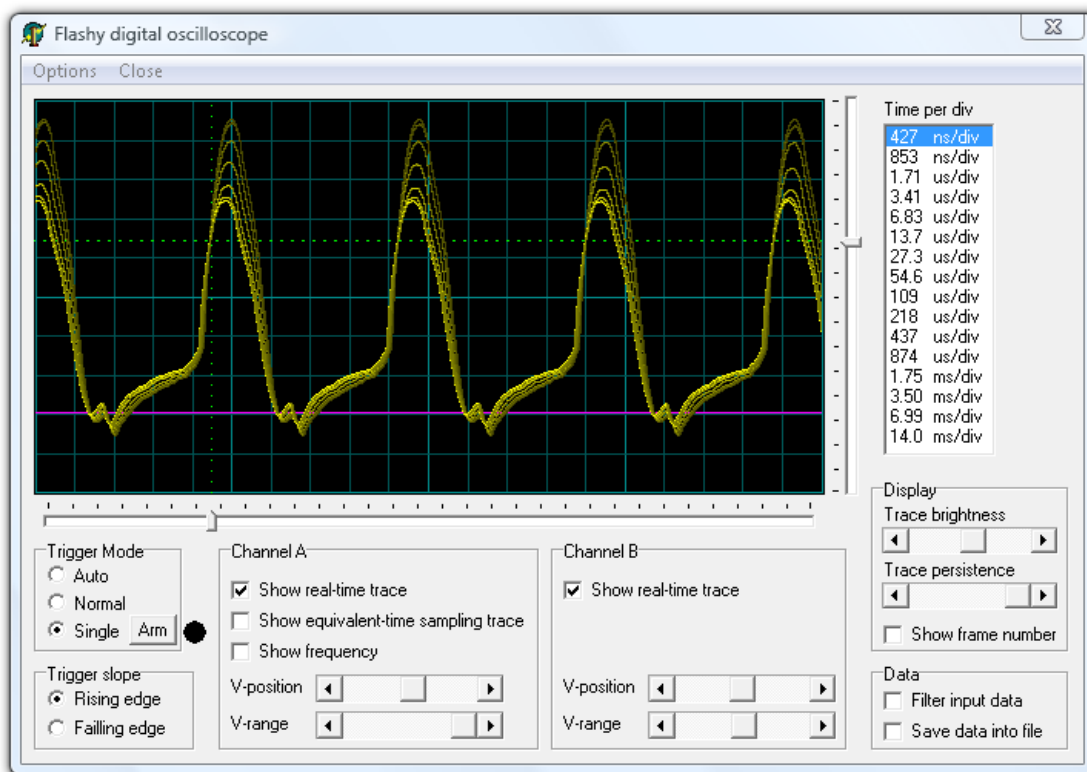 Flashy digital oscilloscope
Options Close
Time per div
427 ns/div
853 ns/div
1.71 us/div
3.41 us/div
6.83 us/div
13.7 us/div
27.3 us/div
54.6 us/div
109 us/div
218 us/div
437 us/div
874 us/div
1.75 ms/div
3.50 ms/div
6.99 ms/div
14.0 ms/div
Display
Trace brightness
Trace persistence
Show frame number
Trigger Mode
Auto
Normal
Single Arm
Trigger slope
Rising edge
Failling edge
Channel A
Show real-time trace
Show equivalent-time sampling trace
Show frequency
V-position
V-range
Channel B
Show real-time trace
V-position
V-range
Data
Filter input data
Save data into file